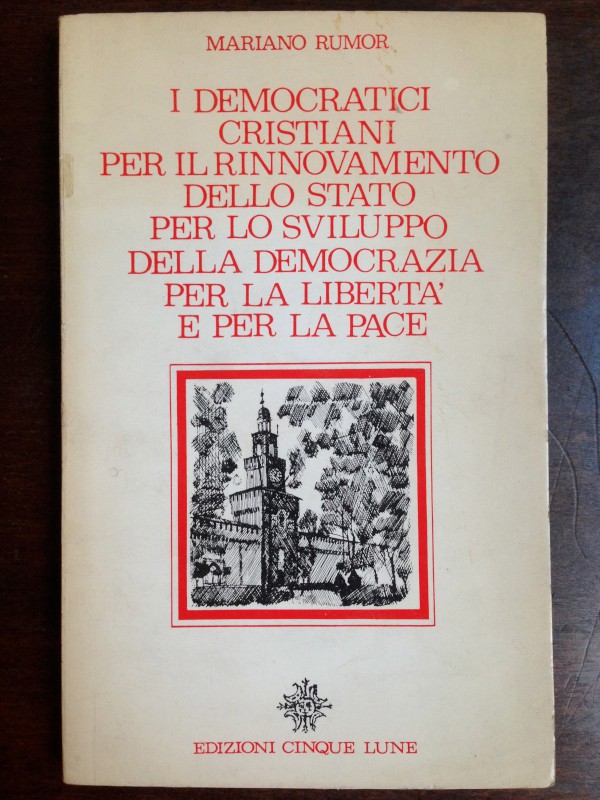 MARIANO RUMOR
I DEMOCRATICI
CRISTIANI
PER IL RINNOVAMENTO
DELLO STATO
PER LO SVILUPPO
DELLA DEMOCRAZIA
PER LA LIBERTA'
E PER LA PACE
EDIZIONI CINQUE LUNE